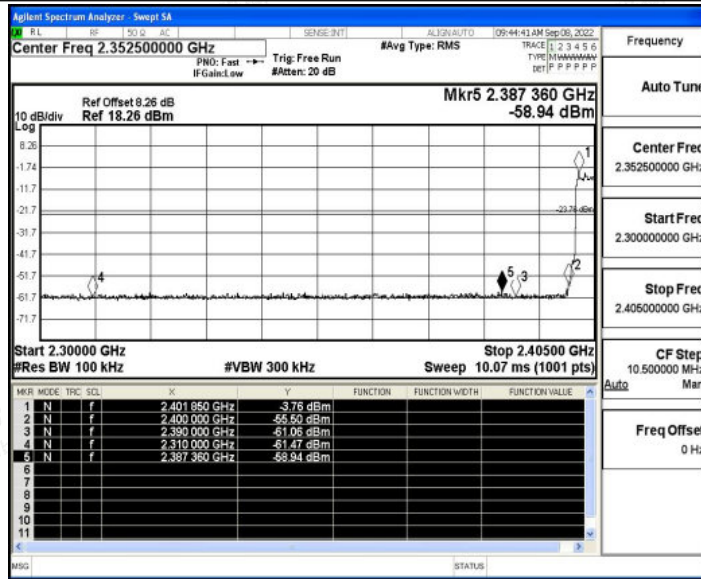 Agilent Spectrum Analyzer - Swept SA
RL RF 50 Ω AC SENSE:INT ALIGNAUTO 09:44:41 AM Sep 08, 2022
Center Freq 2.352500000 GHz #Avg Type: RMS TRACE 1 2 3 4 5 6
PNO: Fast Trig: Free Run TYPE MWWWWW
IFGain:Low #Atten: 20 dB DET P P P P P P
Ref Offset 8.26 dB Mkr5 2.387 360 GHz
10 dB/div Ref 18.26 dBm -58.94 dBm
Log
8.26
1
-1.74
-11.7
-21.7 -23.76 dBm
-31.7
-41.7
-51.7 4 5 3 2
-61.7
-71.7
Start 2.30000 GHz Stop 2.40500 GHz
#Res BW 100 kHz #VBW 300 kHz Sweep 10.07 ms (1001 pts)
MKR MODE TRC SCL X Y FUNCTION FUNCTION WIDTH FUNCTION VALUE
1 N f 2.401 850 GHz -3.76 dBm
2 N f 2.400 000 GHz -55.50 dBm
3 N f 2.390 000 GHz -61.06 dBm
4 N f 2.310 000 GHz -61.47 dBm
5 N f 2.387 360 GHz -58.94 dBm
6
7
8
9
10
11
MSG STATUS
Frequency
Auto Tune
Center Freq
2.352500000 GHz
Start Freq
2.300000000 GHz
Stop Freq
2.405000000 GHz
CF Step
10.500000 MHz
Auto Man
Freq Offset
0 Hz